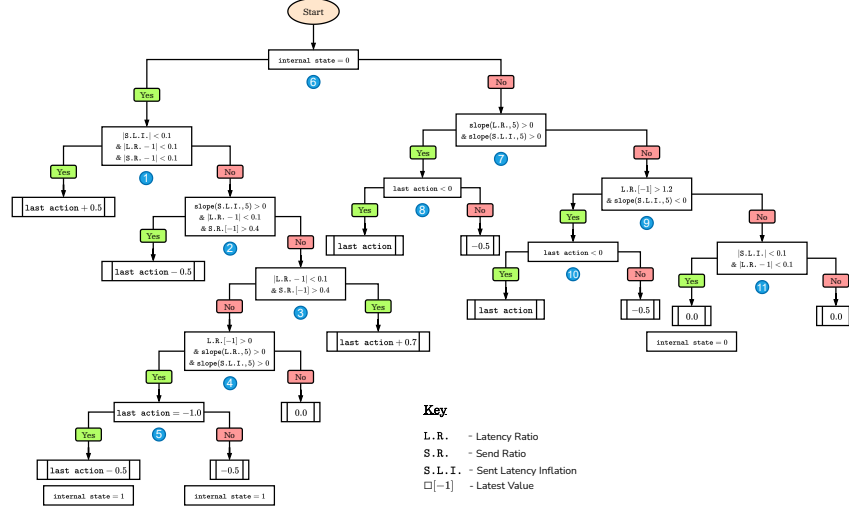 Start
internal state = 0
6
Yes
No
|S.L.I.| < 0.1
& |L.R. − 1| < 0.1
& |S.R. − 1| < 0.1
1
slope(L.R., 5) > 0
& slope(S.L.I., 5) > 0
7
Yes
No
Yes
No
last action + 0.5
slope(S.L.I., 5) > 0
& |L.R. − 1| < 0.1
& S.R.[−1] > 0.4
2
last action < 0
8
L.R.[−1] > 1.2
& slope(S.L.I., 5) < 0
9
Yes
No
Yes
No
Yes
No
last action − 0.5
last action
−0.5
last action < 0
10
|S.L.I.| < 0.1
& |L.R. − 1| < 0.1
11
|L.R. − 1| < 0.1
& S.R.[−1] > 0.4
3
Yes
No
Yes
No
No
Yes
last action
−0.5
0.0
0.0
internal state = 0
L.R.[−1] > 0
& slope(L.R., 5) > 0
& slope(S.L.I., 5) > 0
4
last action + 0.7
Yes
No
last action = −1.0
5
0.0
Yes
No
last action − 0.5
−0.5
internal state = 1
internal state = 1
Key
L.R. - Latency Ratio
S.R. - Send Ratio
S.L.I. - Sent Latency Inflation
□[−1] - Latest Value